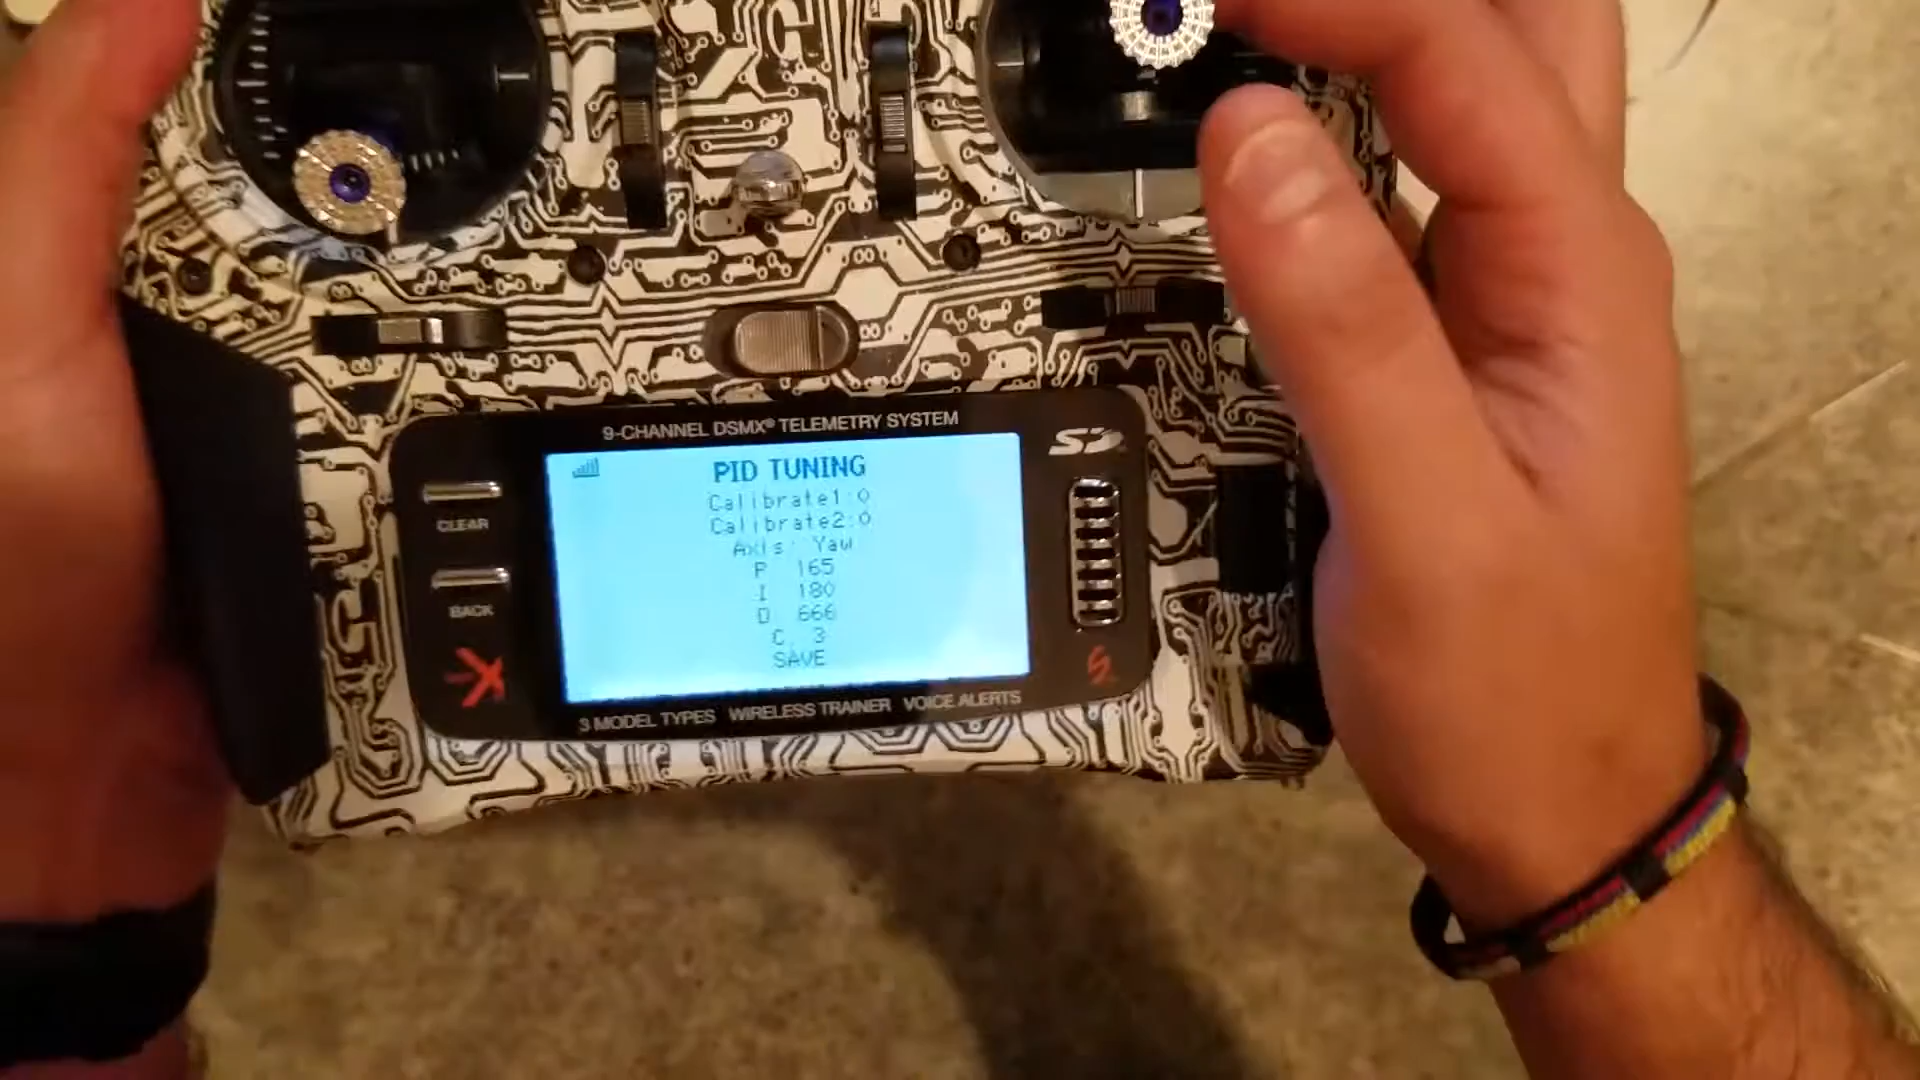 9-CHANNEL DSMX® TELEMETRY SYSTEM
PID TUNING
Calibrate1:0
Calibrate2:0
Axis: Yaw
P 165
I 180
D 666
C 3
SAVE
CLEAR
BACK
SD
3 MODEL TYPES WIRELESS TRAINER VOICE ALERTS